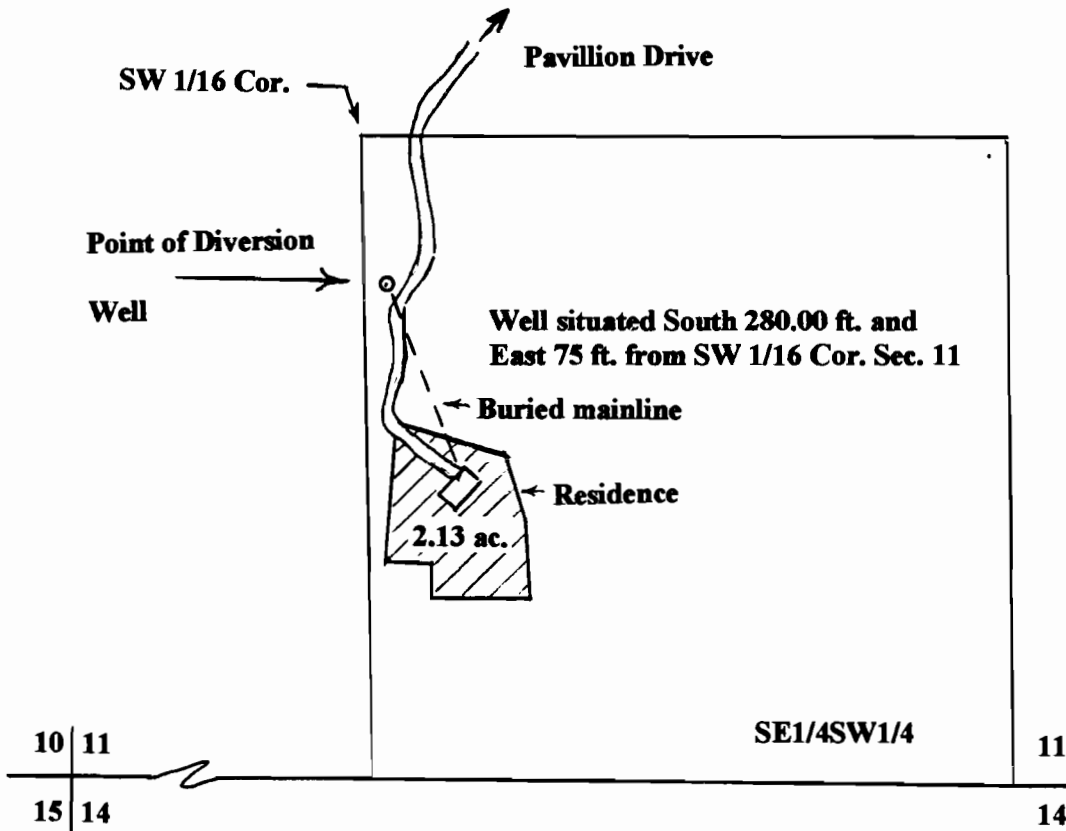 Pavillion Drive
SW 1/16 Cor.
Point of Diversion
Well
Well situated South 280.00 ft. and
East 75 ft. from SW 1/16 Cor. Sec. 11
Buried mainline
Residence
2.13 ac.
SE1/4SW1/4
10 11
11
15 14
14